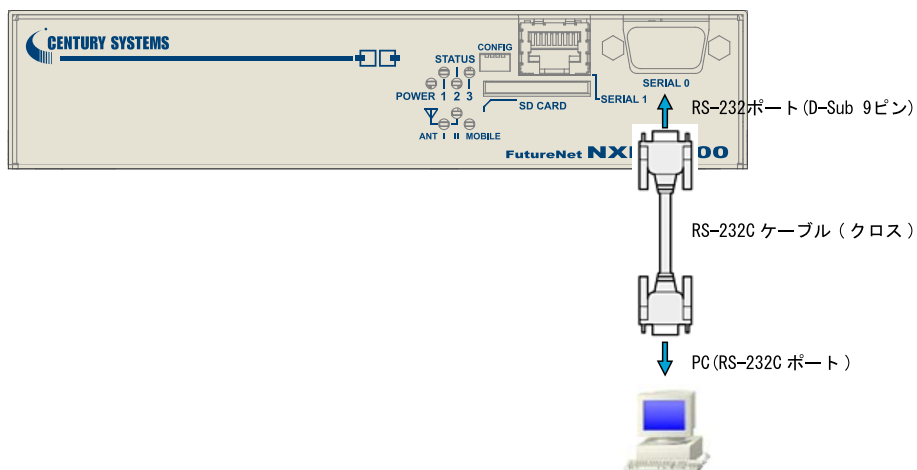 CENTURY SYSTEMS
CONFIG
STATUS
POWER 1 2 3
ANT I II MOBILE
SD CARD
SERIAL 1
SERIAL 0
FutureNet
RS-232ポート(D-Sub 9ピン)
RS-232C ケーブル ( クロス )
PC(RS-232C ポート )